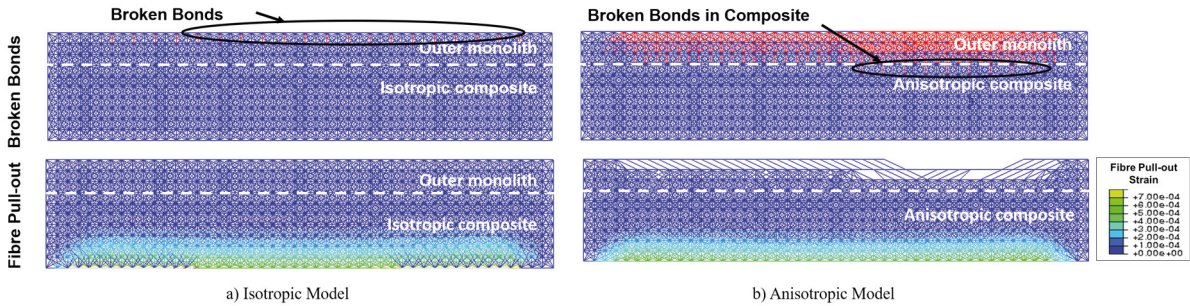 Broken Bonds
Broken Bonds in Composite
Broken Bonds
Outer monolith
Isotropic composite
Outer monolith
Anisotropic composite
Fibre Pull-out
Outer monolith
Isotropic composite
Anisotropic composite
Fibre Pull-out
Strain
+7.00e-04
+6.00e-04
+5.00e-04
+4.00e-04
+3.00e-04
+2.00e-04
+1.00e-04
+0.00e+00
a) Isotropic Model
b) Anisotropic Model